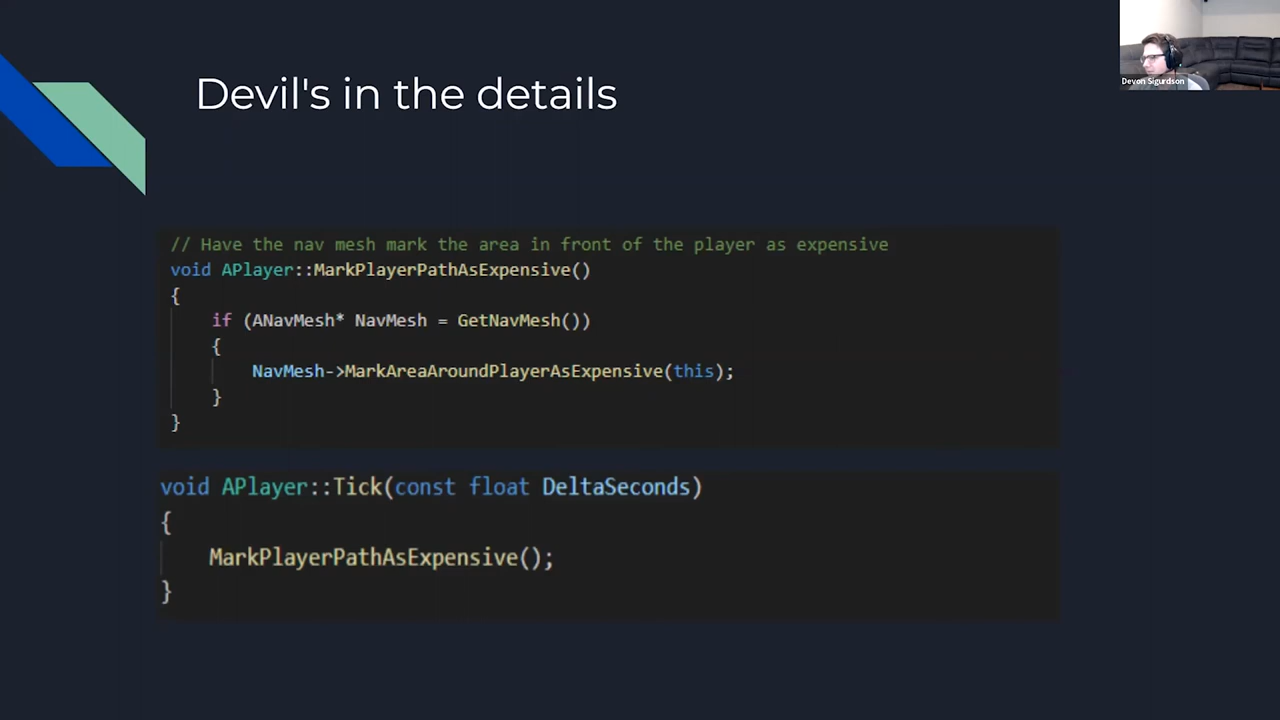 Devil's in the details
Devon Sigurdson
// Have the nav mesh mark the area in front of the player as expensive
void APlayer::MarkPlayerPathAsExpensive()
{
    if (ANavMesh* NavMesh = GetNavMesh())
    {
        NavMesh->MarkAreaAroundPlayerAsExpensive(this);
    }
}
void APlayer::Tick(const float DeltaSeconds)
{
    MarkPlayerPathAsExpensive();
}